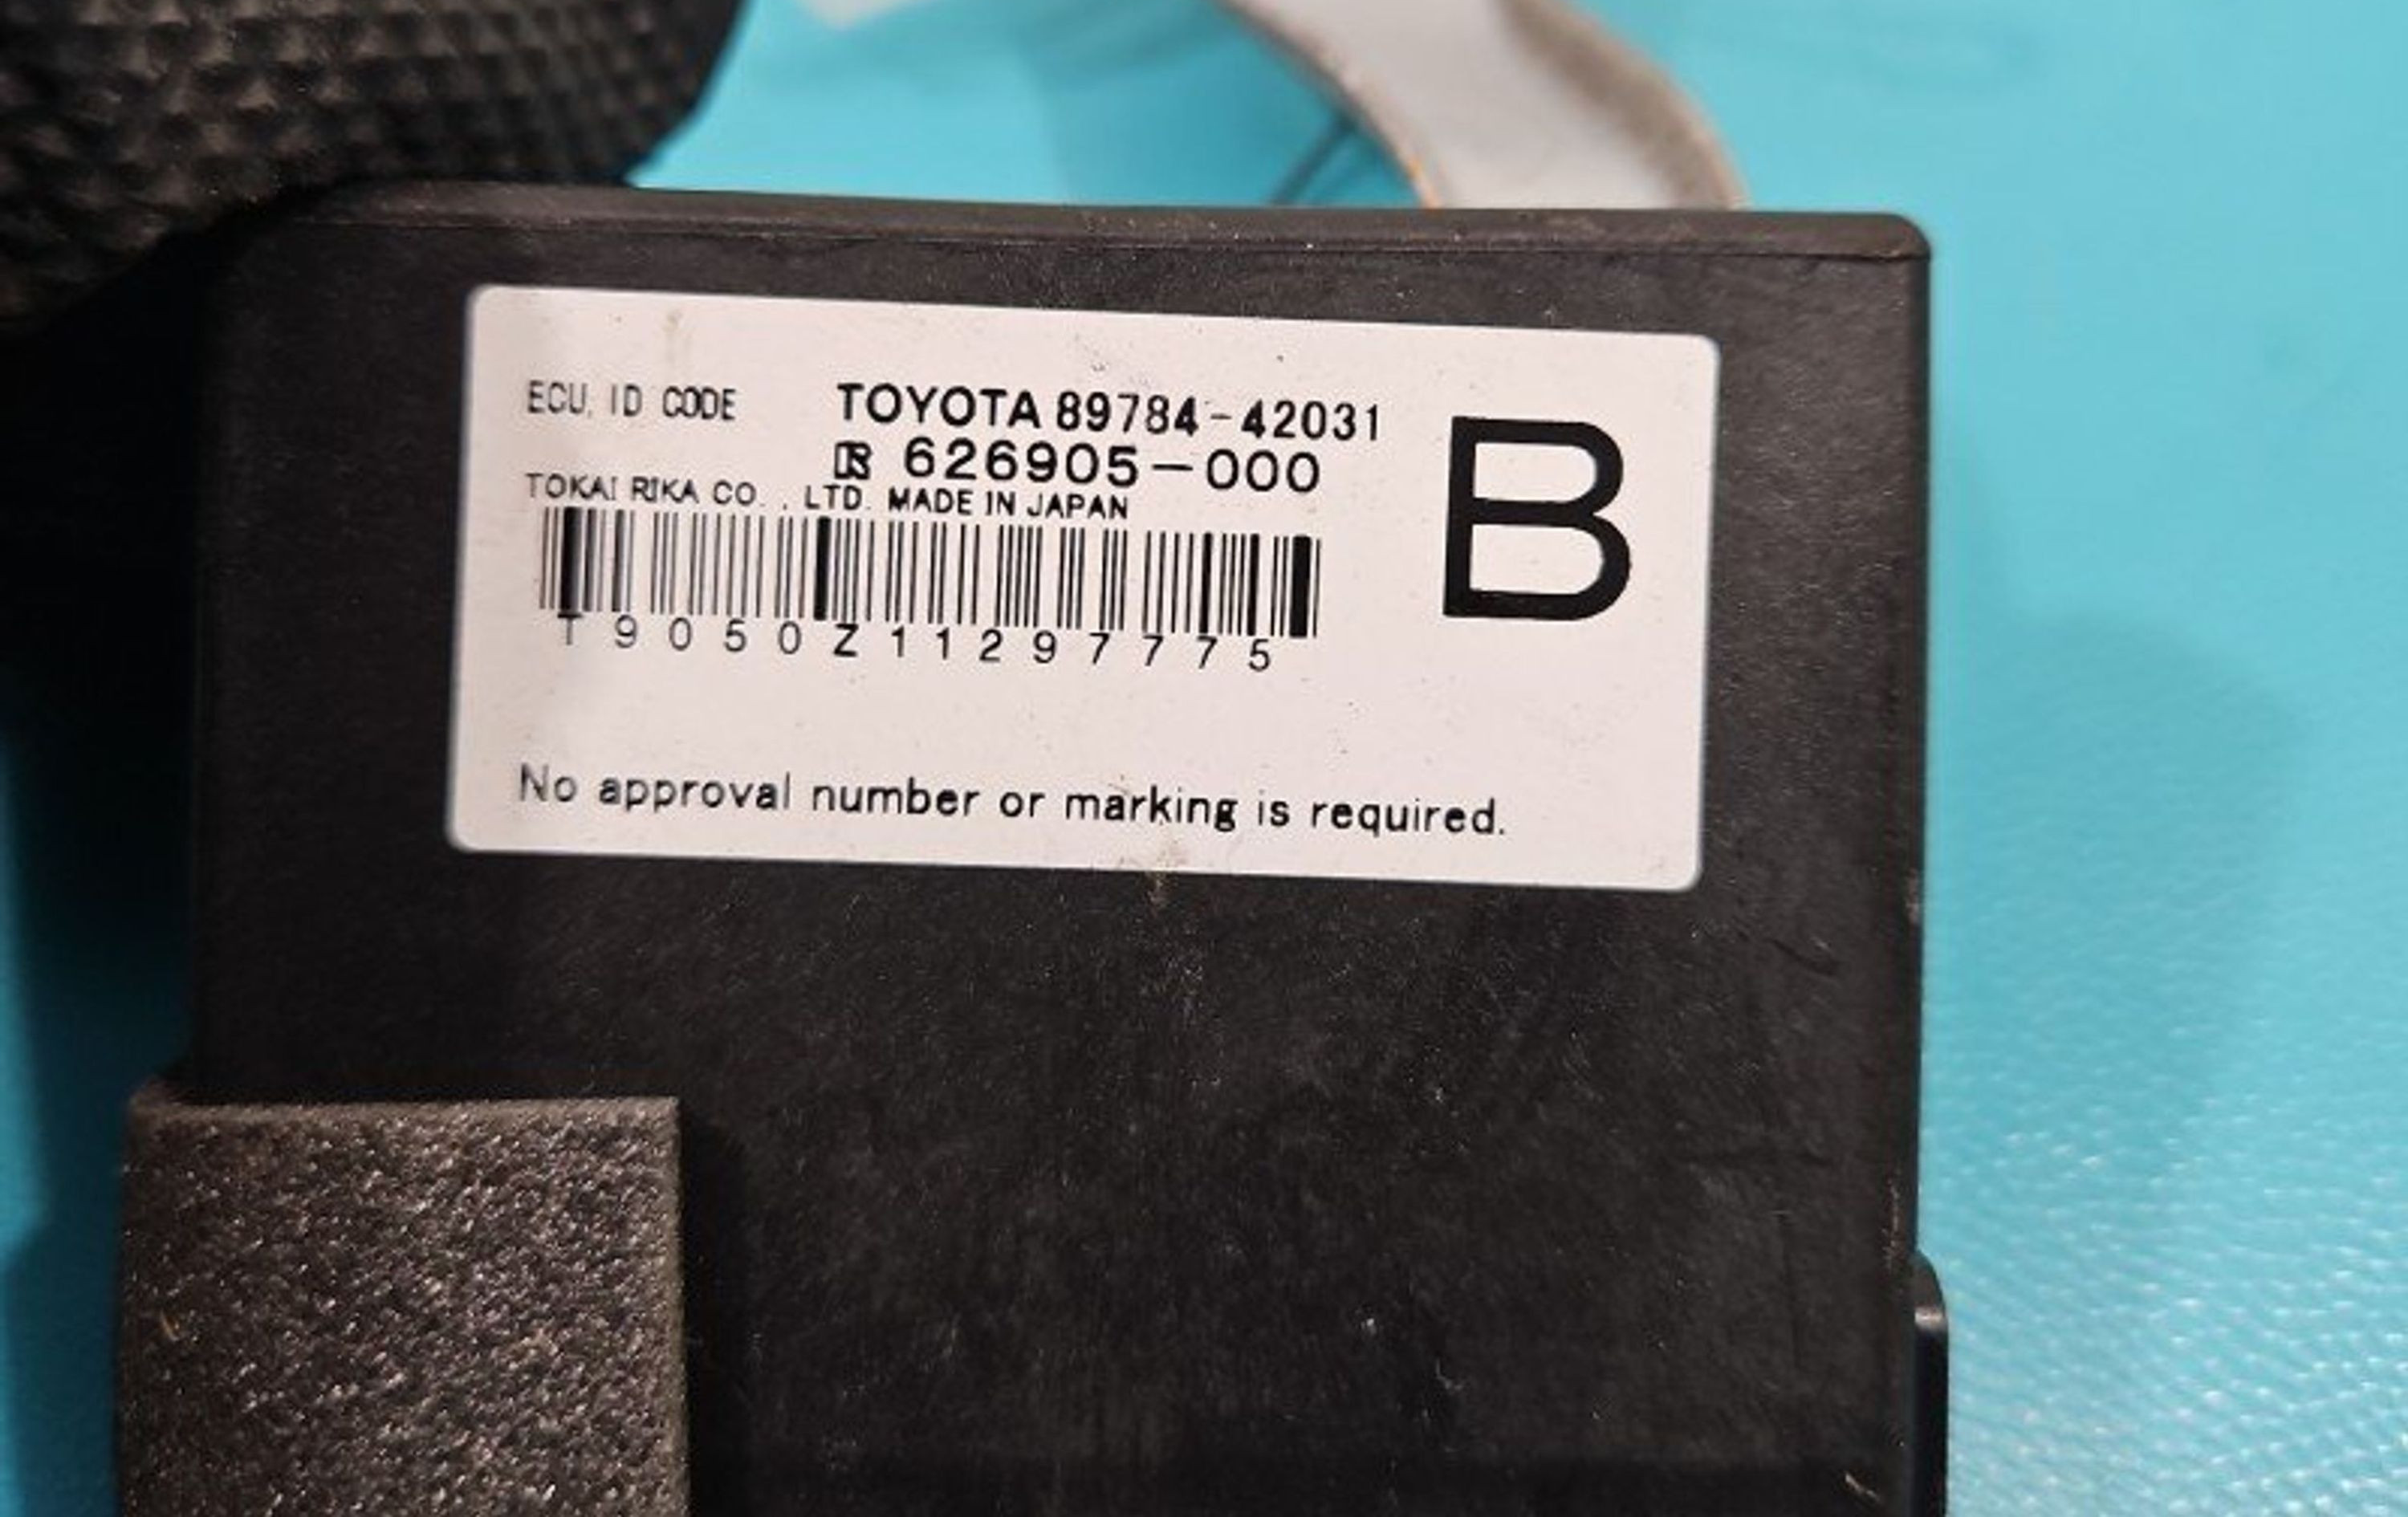 ECU, ID CODE TOYOTA 89784-42031
626905-000
B
TOKAI RIKA CO. , LTD. MADE IN JAPAN
T9050Z11297775
No approval number or marking is required.